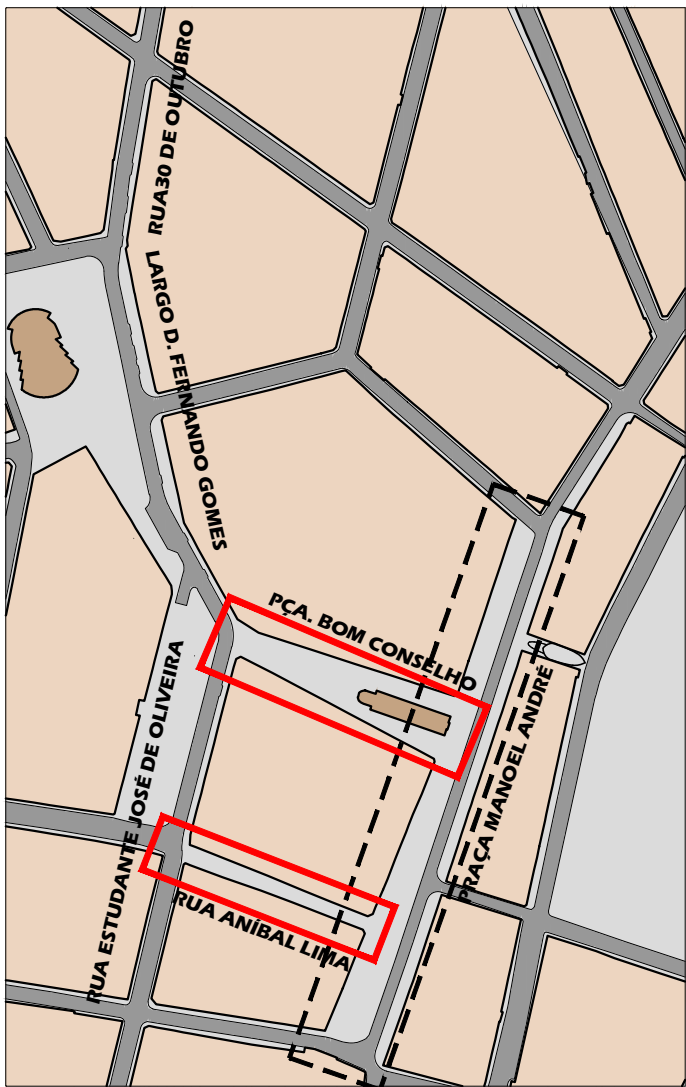 RUA30 DE OUTUBRO
LARGO D. FERNANDO GOMES
PÇA. BOM CONSELHO
RUA ESTUDANTE JOSÉ DE OLIVEIRA
PRAÇA MANOEL ANDRÉ
RUA ANÍBAL LIMA